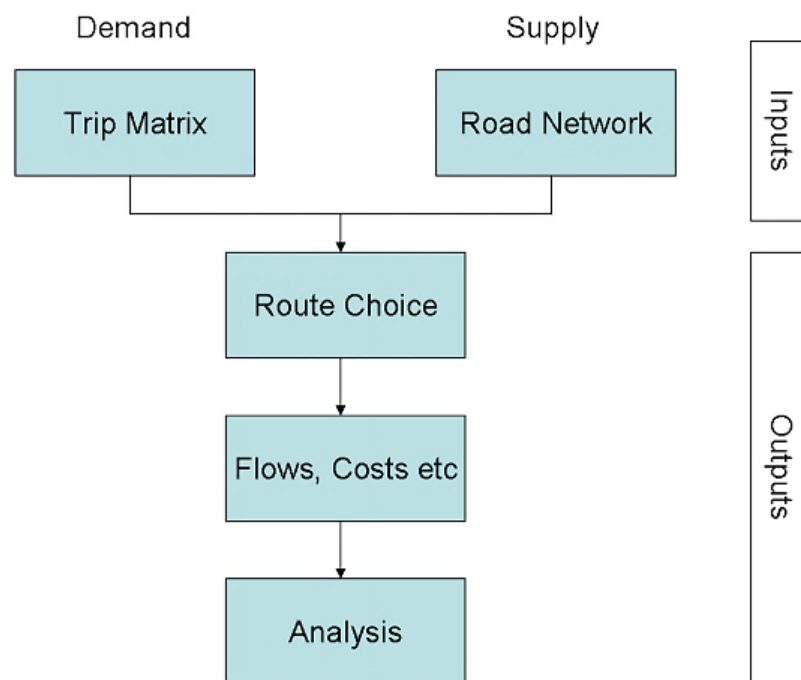 Demand
Supply
Trip Matrix
Road Network
Inputs
Route Choice
Flows, Costs etc
Outputs
Analysis